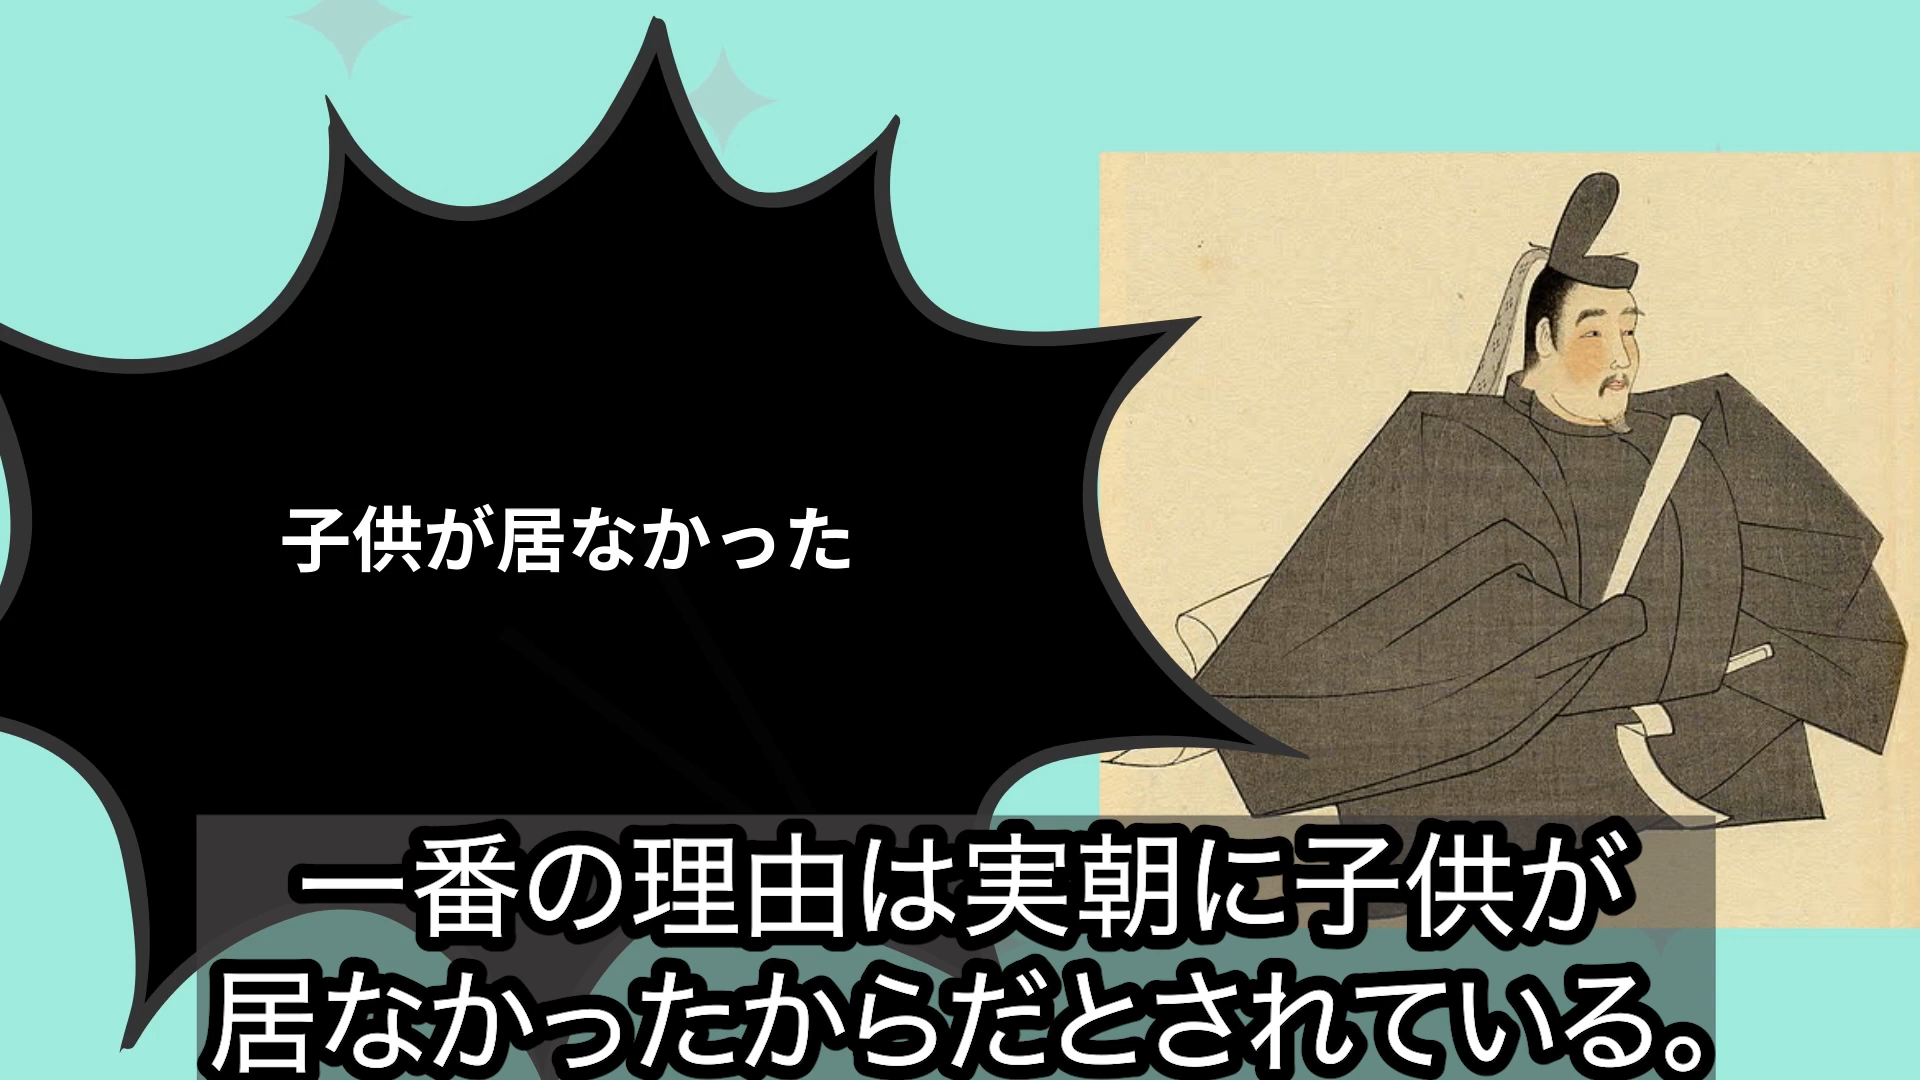 子供が居なかった
一番の理由は実朝に子供が
居なかったからだとされている。